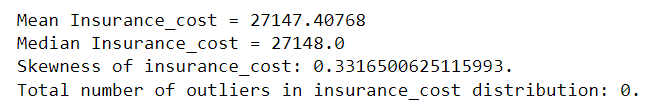 Mean Insurance_cost = 27147.40768
Median Insurance_cost = 27148.0
Skewness of insurance_cost: 0.3316500625115993.
Total number of outliers in insurance_cost distribution: 0.